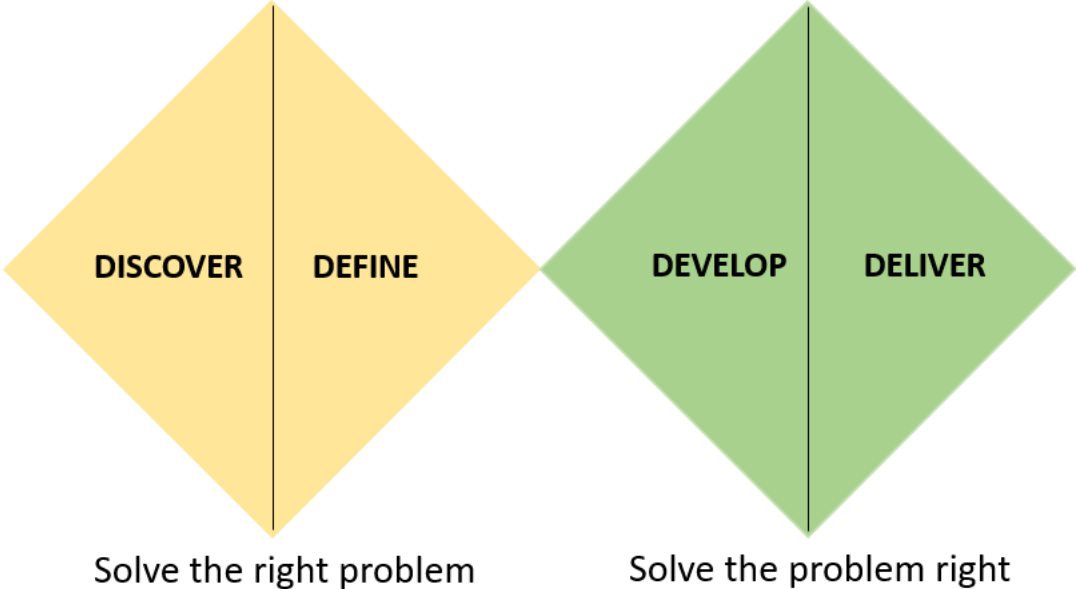 DISCOVER DEFINE DEVELOP DELIVER
Solve the right problem Solve the problem right